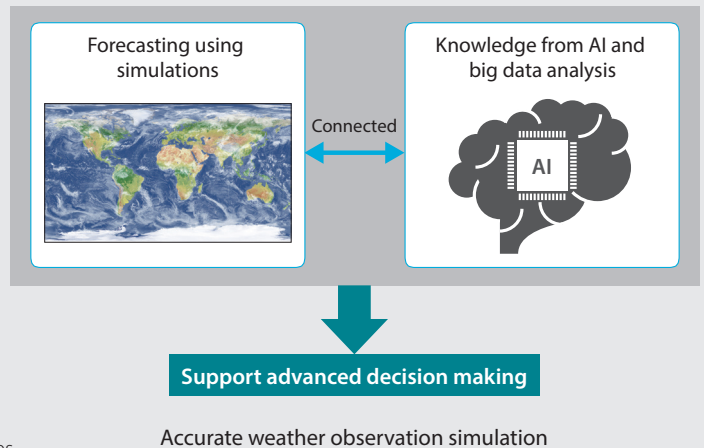 Forecasting using
simulations
Knowledge from AI and
big data analysis
Connected
AI
Support advanced decision making
Accurate weather observation simulation